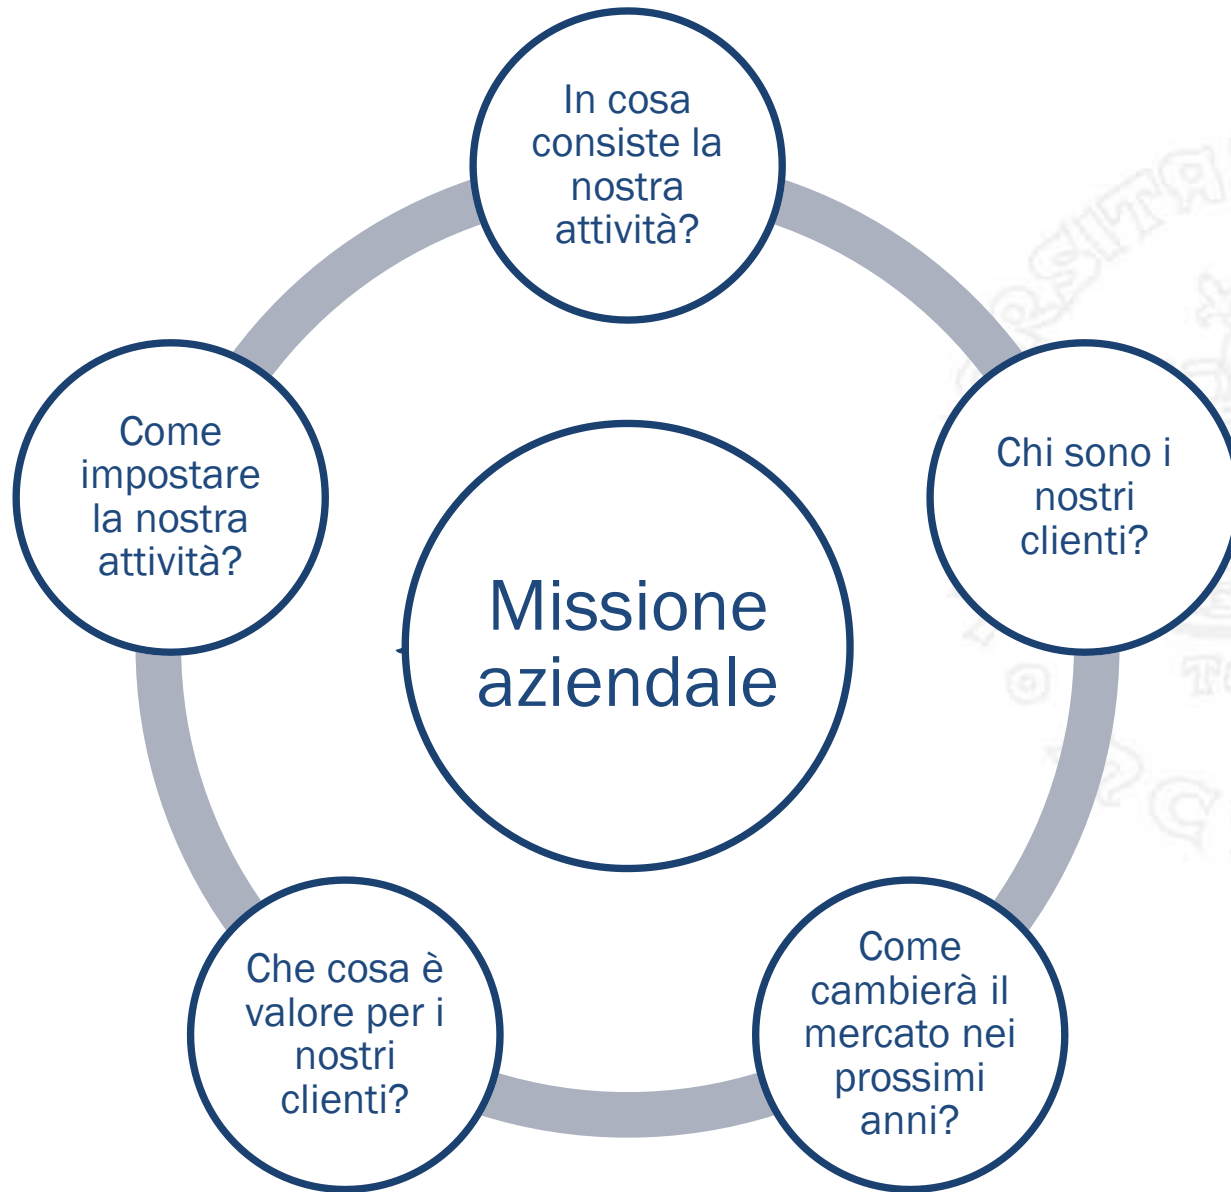 In cosa
consiste la
nostra
attività?
Chi sono i
nostri
clienti?
Come
cambierà il
mercato nei
prossimi
anni?
Che cosa è
valore per i
nostri
clienti?
Come
impostare
la nostra
attività?
Missione
aziendale